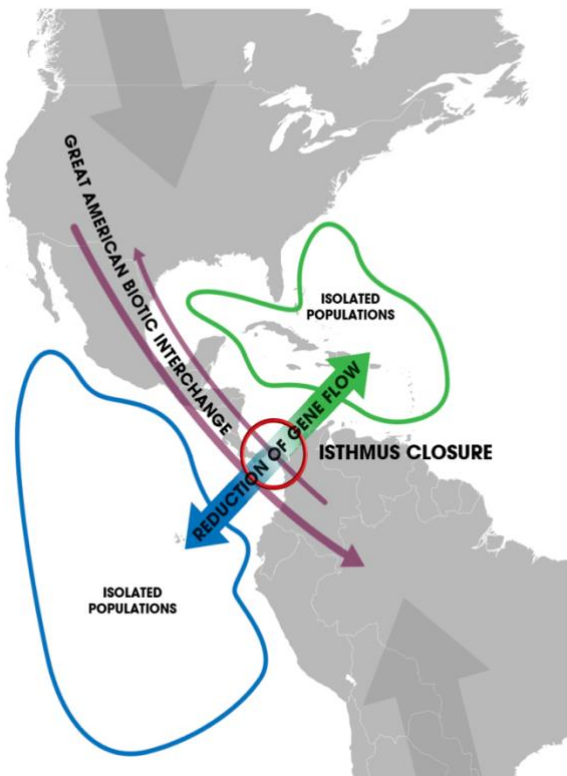 GREAT AMERICAN BIOTIC INTERCHANGE
ISOLATED
POPULATIONS
REDUCTION OF GENE FLOW
ISTHMUS CLOSURE
ISOLATED
POPULATIONS